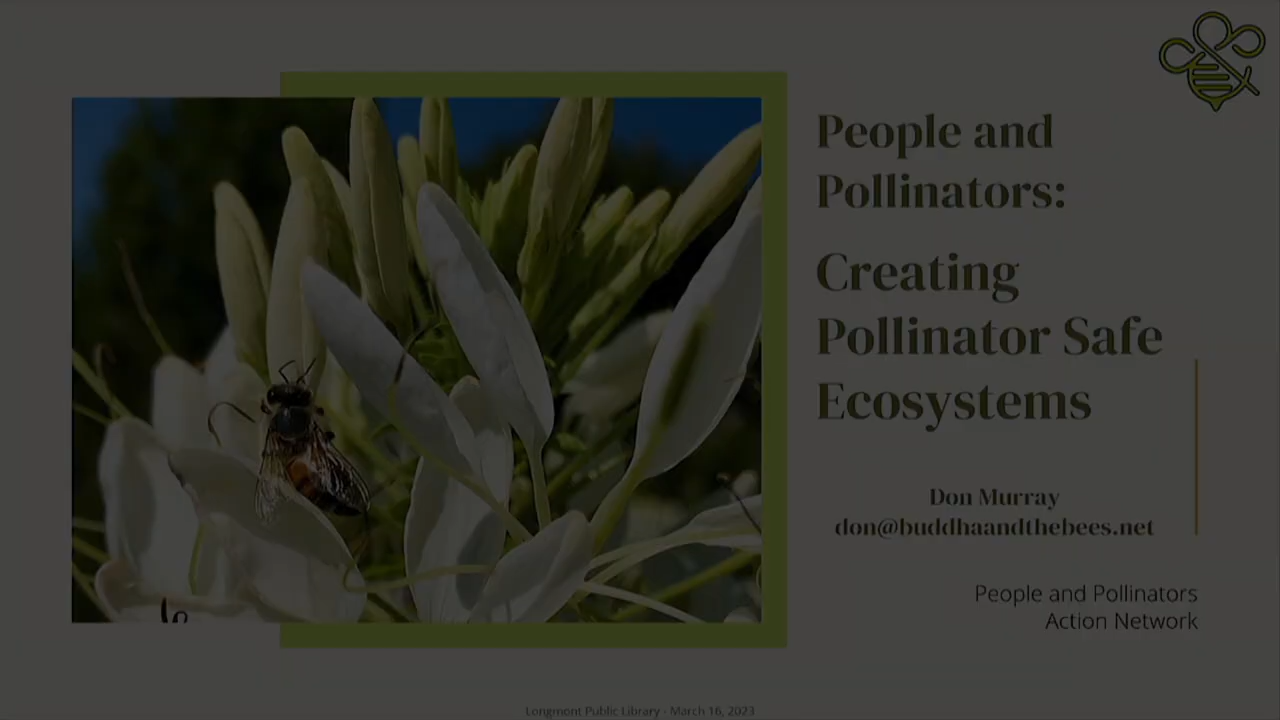 People and
Pollinators:
Creating
Pollinator Safe
Ecosystems
Don Murray
don@buddhaandthebees.net
People and Pollinators
Action Network
Longmont Public Library - March 16, 2023